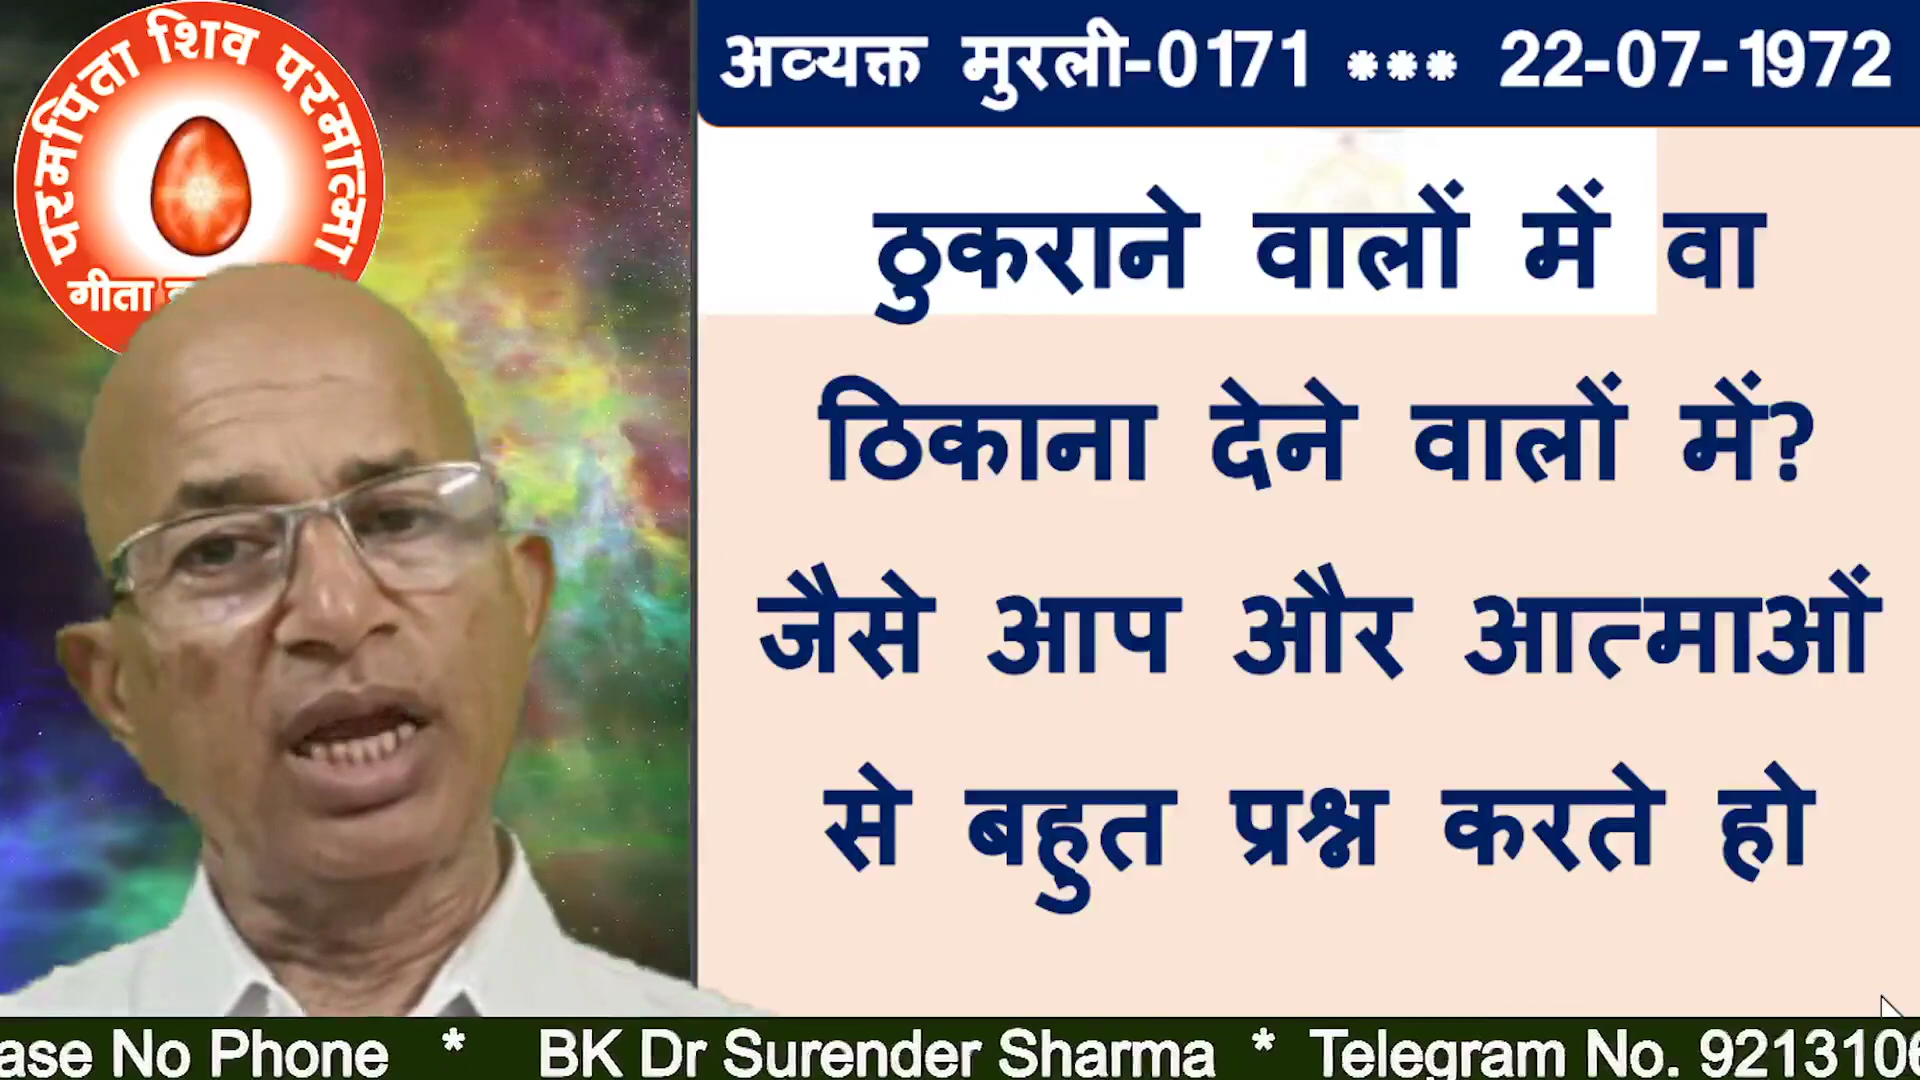 परमपिता शिव परमात्मा
गीता
अव्यक्त मुरली-0171 *** 22-07-1972
ठुकराने वालों में वा
ठिकाना देने वालों में?
जैसे आप और आत्माओं
से बहुत प्रश्न करते हो
ase No Phone * BK Dr Surender Sharma * Telegram No. 9213106